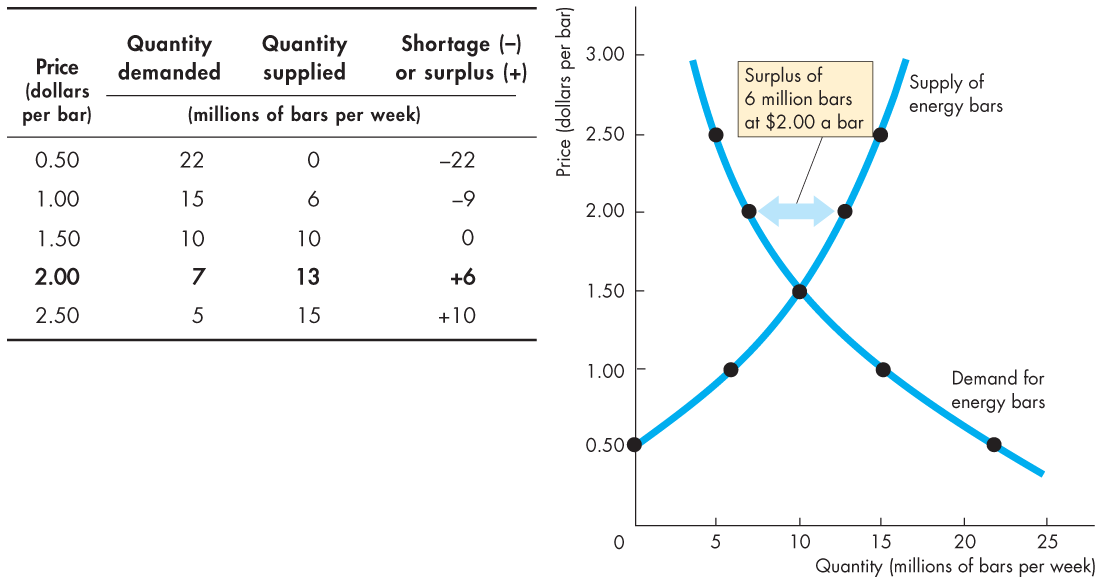 Price
(dollars
per bar)
Quantity
demanded
Quantity
supplied
Shortage (–)
or surplus (+)
(millions of bars per week)
0.50 22 0 –22
1.00 15 6 –9
1.50 10 10 0
2.00 7 13 +6
2.50 5 15 +10
Price (dollars per bar)
3.00
2.50
2.00
1.50
1.00
0.50
Surplus of
6 million bars
at $2.00 a bar
Supply of
energy bars
Demand for
energy bars
0 5 10 15 20 25
Quantity (millions of bars per week)